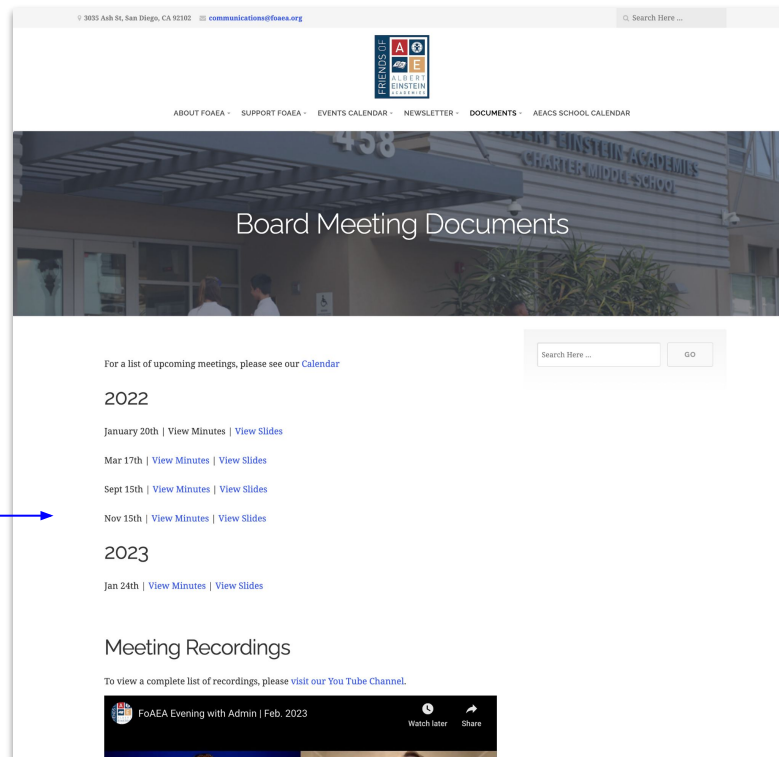 3035 Ash St, San Diego, CA 92102 communications@foaea.org
Search Here ...
FRIENDS OF
A
A E
ALBERT
EINSTEIN
ACADEMIES
ABOUT FOAEA SUPPORT FOAEA EVENTS CALENDAR NEWSLETTER DOCUMENTS AEACS SCHOOL CALENDAR
458
ALBERT EINSTEIN ACADEMIES
CHARTER MIDDLE SCHOOL
Board Meeting Documents
Search Here ... GO
For a list of upcoming meetings, please see our Calendar
2022
January 20th | View Minutes | View Slides
Mar 17th | View Minutes | View Slides
Sept 15th | View Minutes | View Slides
Nov 15th | View Minutes | View Slides
2023
Jan 24th | View Minutes | View Slides
Meeting Recordings
To view a complete list of recordings, please visit our You Tube Channel.
FoAEA Evening with Admin | Feb. 2023
Watch later Share